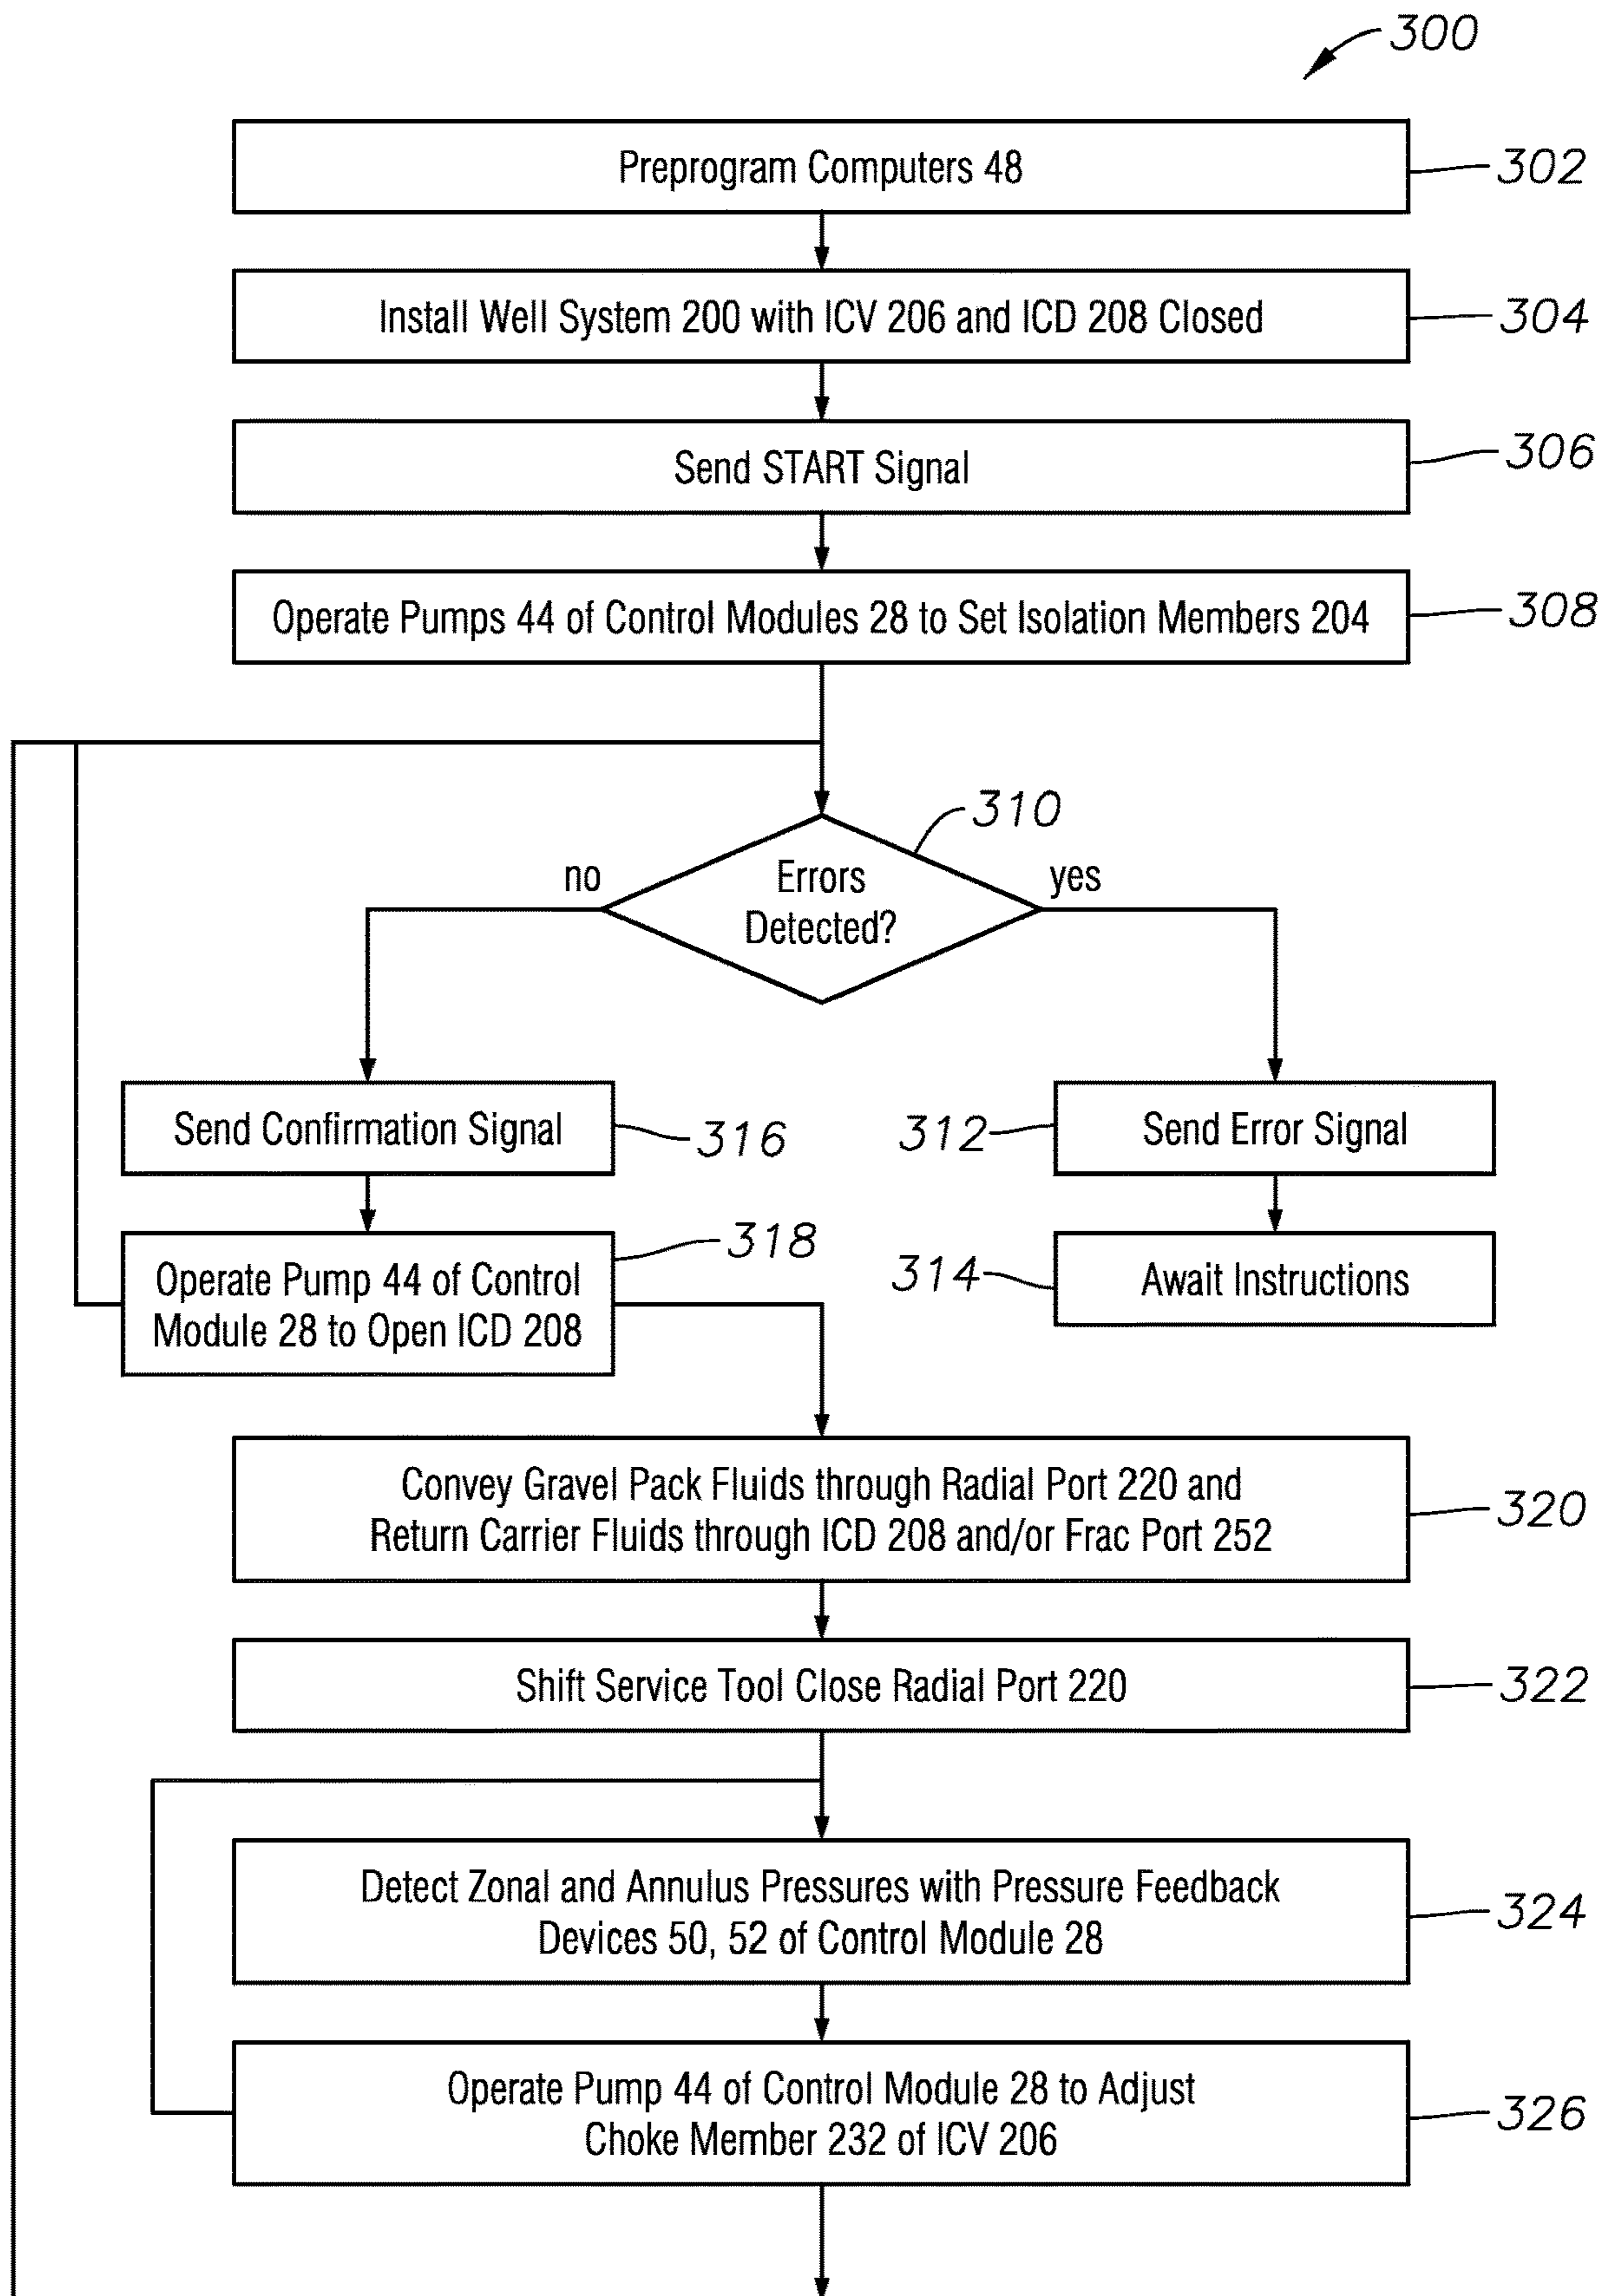 300
Preprogram Computers 48
302
Install Well System 200 with ICV 206 and ICD 208 Closed
304
Send START Signal
306
Operate Pumps 44 of Control Modules 28 to Set Isolation Members 204
308
310
no
Errors
Detected?
yes
Send Confirmation Signal
316
312
Send Error Signal
318
Operate Pump 44 of Control
Module 28 to Open ICD 208
314
Await Instructions
Convey Gravel Pack Fluids through Radial Port 220 and
Return Carrier Fluids through ICD 208 and/or Frac Port 252
320
Shift Service Tool Close Radial Port 220
322
Detect Zonal and Annulus Pressures with Pressure Feedback
Devices 50, 52 of Control Module 28
324
Operate Pump 44 of Control Module 28 to Adjust
Choke Member 232 of ICV 206
326